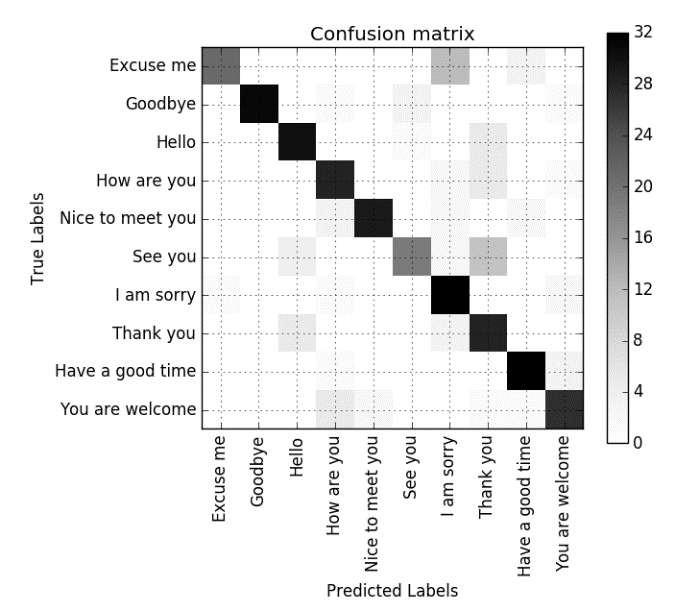 Confusion matrix
True Labels
Excuse me
Goodbye
Hello
How are you
Nice to meet you
See you
I am sorry
Thank you
Have a good time
You are welcome
Excuse me
Goodbye
Hello
How are you
Nice to meet you
See you
I am sorry
Thank you
Have a good time
You are welcome
Predicted Labels
32
28
24
20
16
12
8
4
0